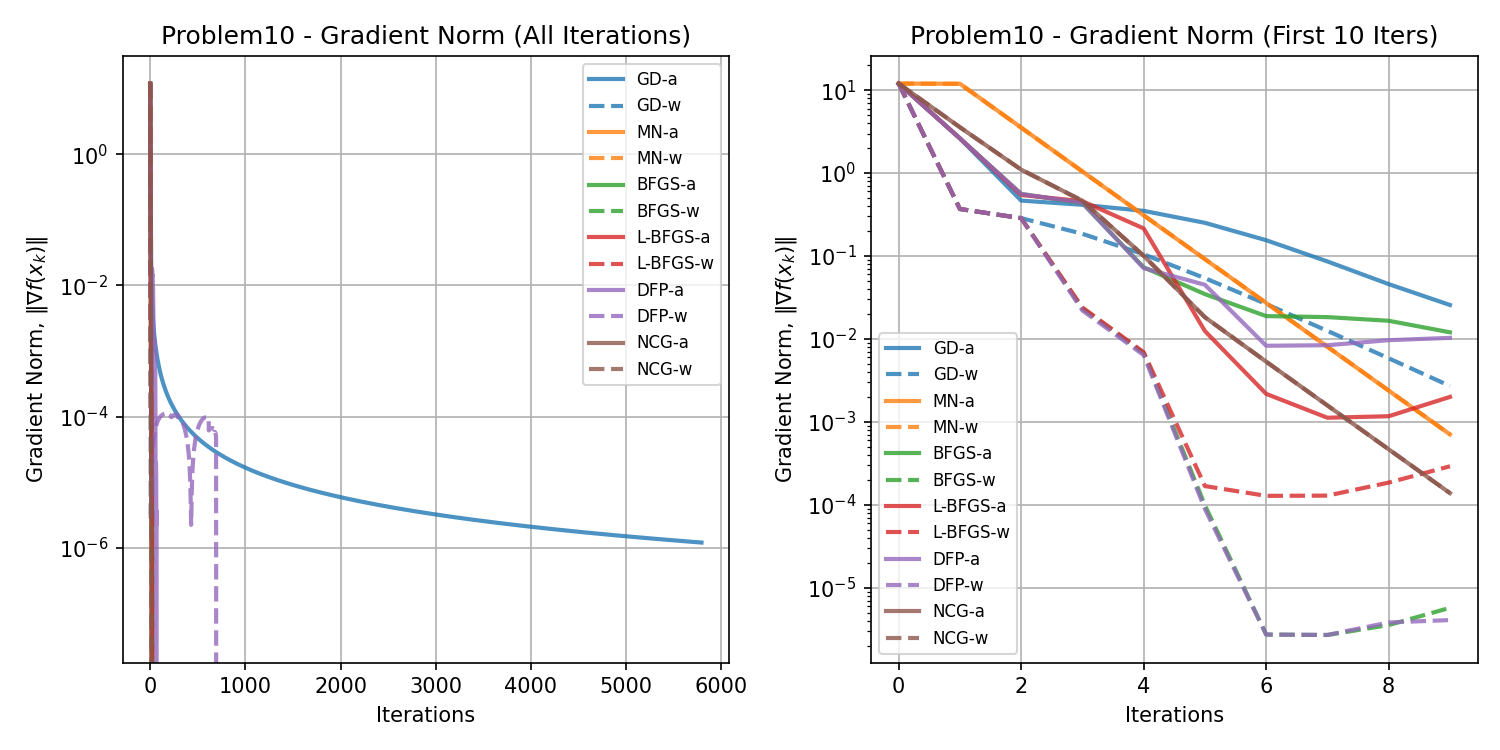 Problem10 - Gradient Norm (All Iterations)
Gradient Norm, ‖∇f(x_k)‖
10^0
10^−2
10^−4
10^−6
0 1000 2000 3000 4000 5000 6000
Iterations
GD-a
GD-w
MN-a
MN-w
BFGS-a
BFGS-w
L-BFGS-a
L-BFGS-w
DFP-a
DFP-w
NCG-a
NCG-w
Problem10 - Gradient Norm (First 10 Iters)
Gradient Norm, ‖∇f(x_k)‖
10^1
10^0
10^−1
10^−2
10^−3
10^−4
10^−5
0 2 4 6 8
Iterations
GD-a
GD-w
MN-a
MN-w
BFGS-a
BFGS-w
L-BFGS-a
L-BFGS-w
DFP-a
DFP-w
NCG-a
NCG-w